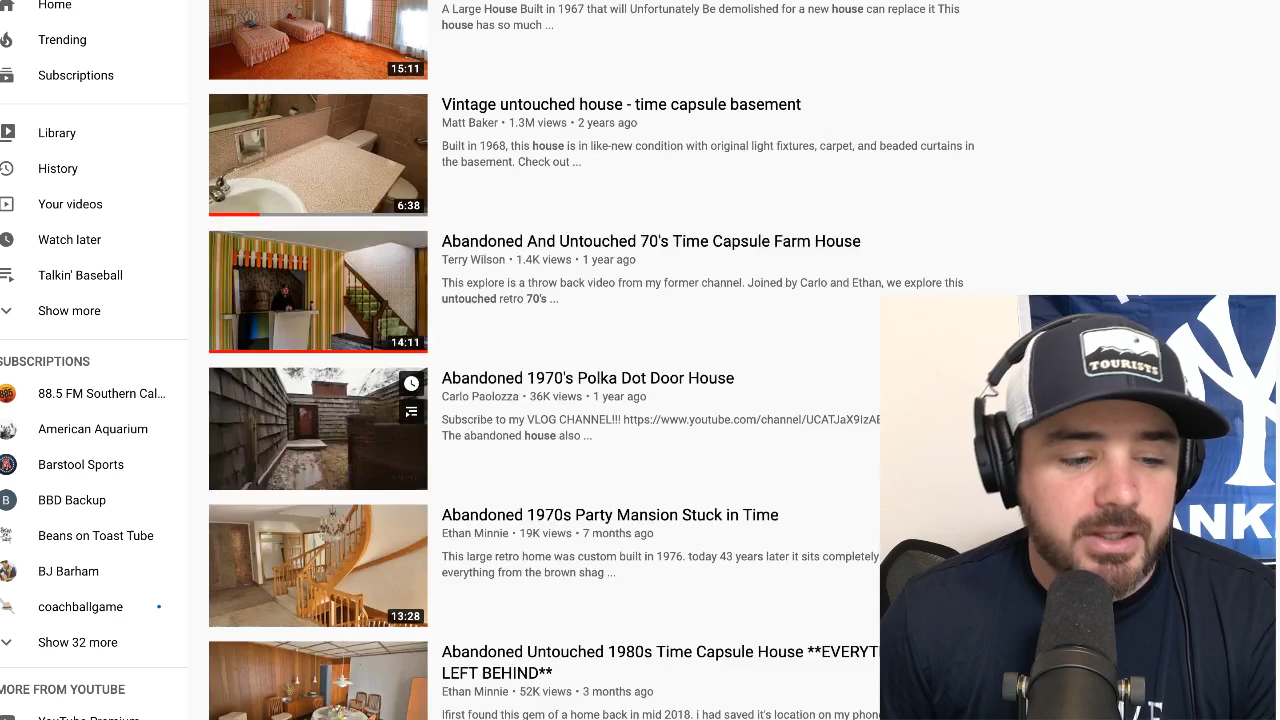 Home
Trending
Subscriptions
Library
History
Your videos
Watch later
Talkin' Baseball
Show more
SUBSCRIPTIONS
88.5 FM Southern Cal...
American Aquarium
Barstool Sports
B
BBD Backup
Beans on Toast Tube
BJ Barham
coachballgame
Show 32 more
MORE FROM YOUTUBE
YouTube Premium
A Large House Built in 1967 that will Unfortunately Be demolished for a new house can replace it This
house has so much ...
15:11
Vintage untouched house - time capsule basement
Matt Baker • 1.3M views • 2 years ago
Built in 1968, this house is in like-new condition with original light fixtures, carpet, and beaded curtains in
the basement. Check out ...
6:38
Abandoned And Untouched 70's Time Capsule Farm House
Terry Wilson • 1.4K views • 1 year ago
This explore is a throw back video from my former channel. Joined by Carlo and Ethan, we explore this
untouched retro 70's ...
14:11
Abandoned 1970's Polka Dot Door House
Carlo Paolozza • 36K views • 1 year ago
Subscribe to my VLOG CHANNEL!!! https://www.youtube.com/channel/UCATJaX9IzAE
The abandoned house also ...
Abandoned 1970s Party Mansion Stuck in Time
Ethan Minnie • 19K views • 7 months ago
This large retro home was custom built in 1976. today 43 years later it sits completely
everything from the brown shag ...
13:28
Abandoned Untouched 1980s Time Capsule House **EVERYT
LEFT BEHIND**
Ethan Minnie • 52K views • 3 months ago
Ifirst found this gem of a home back in mid 2018. i had saved it's location on my phon
TOURISTS
NK